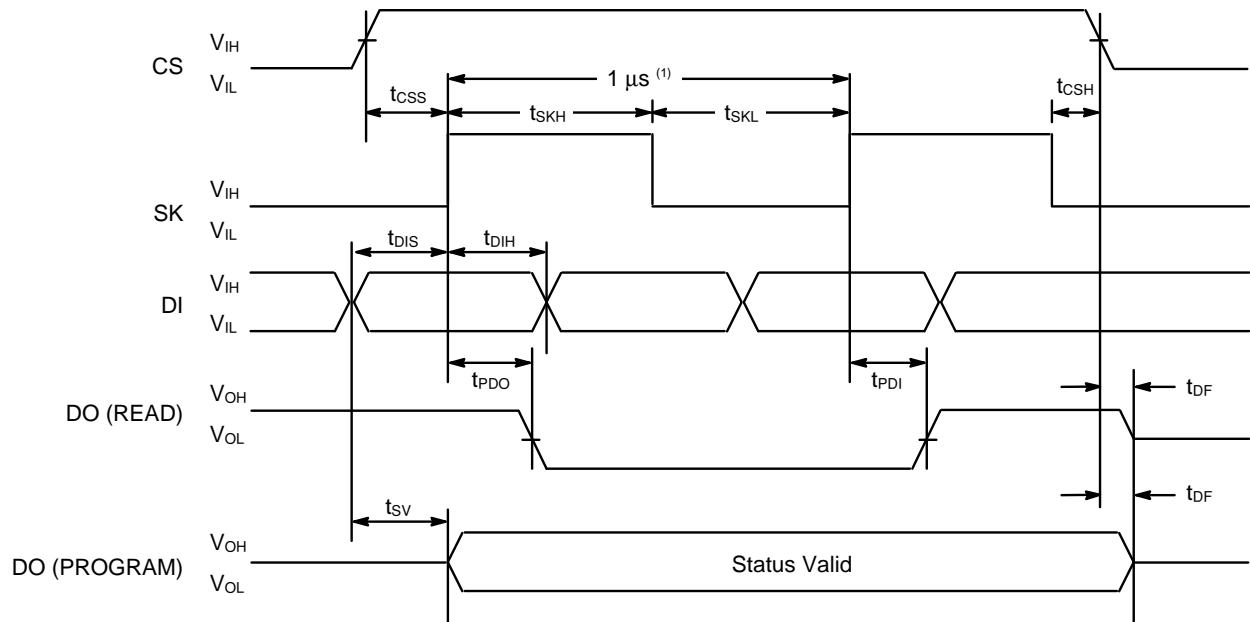 CS
V_IH
V_IL
1 μs (1)
t_CSS
t_SKH
t_SKL
t_CSH
SK
V_IH
V_IL
t_DIS
t_DIH
DI
V_IH
V_IL
t_PDO
t_PDI
DO (READ)
V_OH
V_OL
t_DF
t_SV
t_DF
DO (PROGRAM)
V_OH
V_OL
Status Valid